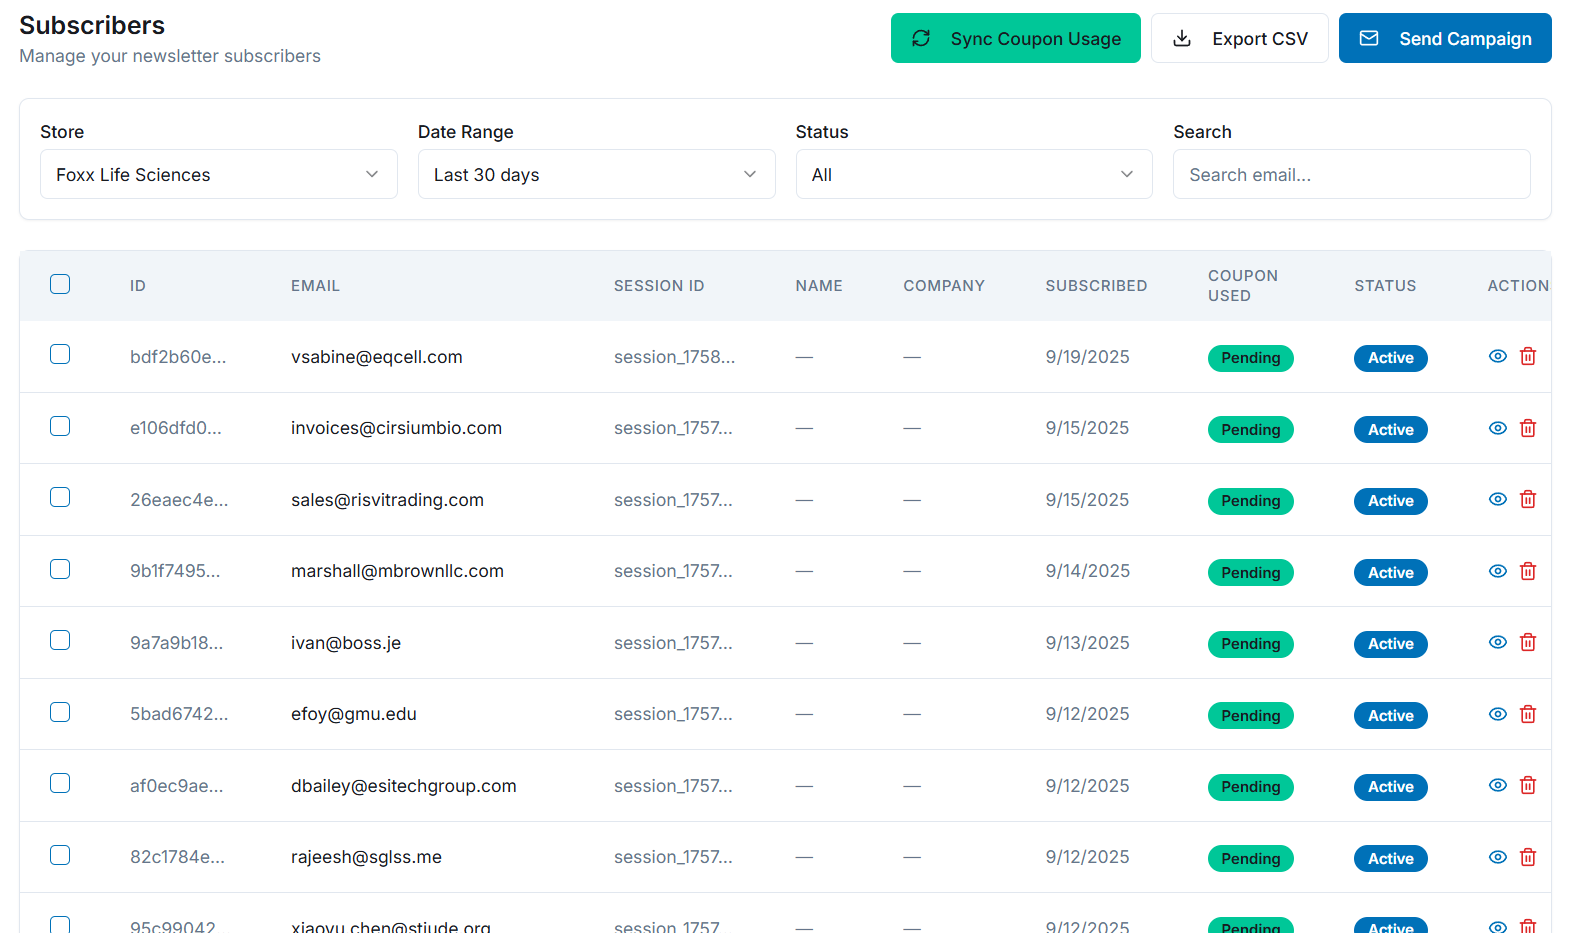 Subscribers
Manage your newsletter subscribers
Sync Coupon Usage
Export CSV
Send Campaign
Store
Date Range
Status
Search
Foxx Life Sciences
Last 30 days
All
Search email...
ID EMAIL SESSION ID NAME COMPANY SUBSCRIBED COUPON USED STATUS ACTION
bdf2b60e... vsabine@eqcell.com session_1758... — — 9/19/2025 Pending Active
e106dfd0... invoices@cirsiumbio.com session_1757... — — 9/15/2025 Pending Active
26eaec4e... sales@risvitrading.com session_1757... — — 9/15/2025 Pending Active
9b1f7495... marshall@mbrownllc.com session_1757... — — 9/14/2025 Pending Active
9a7a9b18... ivan@boss.je session_1757... — — 9/13/2025 Pending Active
5bad6742... efoy@gmu.edu session_1757... — — 9/12/2025 Pending Active
af0ec9ae... dbailey@esitechgroup.com session_1757... — — 9/12/2025 Pending Active
82c1784e... rajeesh@sglss.me session_1757... — — 9/12/2025 Pending Active
95c99042 xiaoyu.chen@stjude.org session_1757... — — 9/12/2025 Pending Active